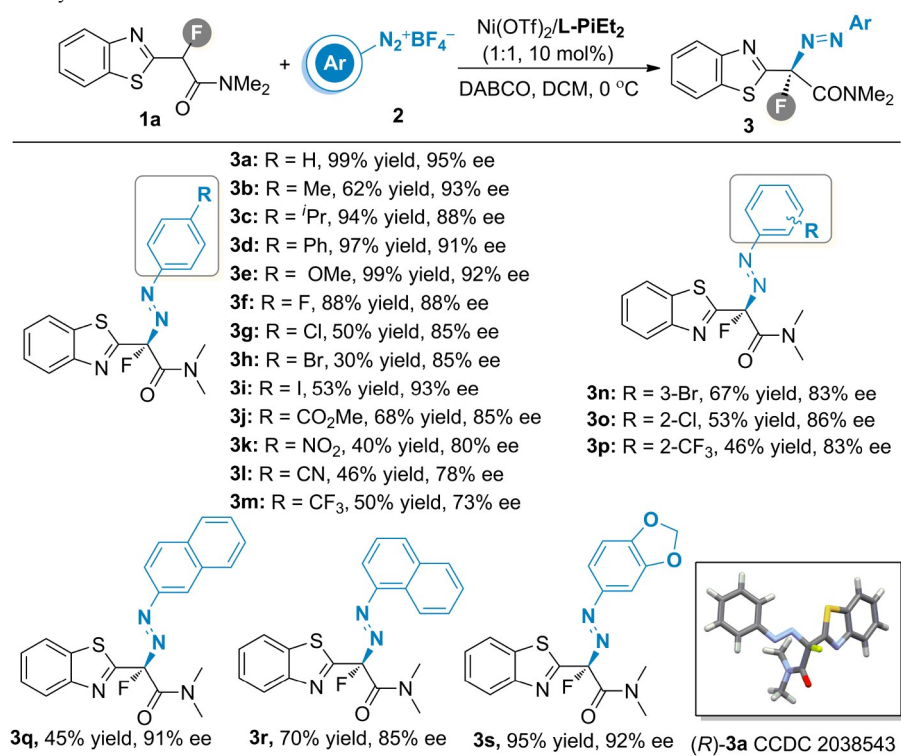 F
Ni(OTf)₂/L-PiEt₂
Ar
N
N₂⁺BF₄⁻
(1:1, 10 mol%)
N=N
S
+
Ar
N
NMe₂
DABCO, DCM, 0 °C
S
O
F
CONMe₂
1a
2
3
3a: R = H, 99% yield, 95% ee
3b: R = Me, 62% yield, 93% ee
3c: R = ⁱPr, 94% yield, 88% ee
3d: R = Ph, 97% yield, 91% ee
3e: R = OMe, 99% yield, 92% ee
3f: R = F, 88% yield, 88% ee
3g: R = Cl, 50% yield, 85% ee
3h: R = Br, 30% yield, 85% ee
3i: R = I, 53% yield, 93% ee
3j: R = CO₂Me, 68% yield, 85% ee
3k: R = NO₂, 40% yield, 80% ee
3l: R = CN, 46% yield, 78% ee
3m: R = CF₃, 50% yield, 73% ee
R
N
N
S
N
F
N
O
R
N
N
S
N
F
N
O
3n: R = 3-Br, 67% yield, 83% ee
3o: R = 2-Cl, 53% yield, 86% ee
3p: R = 2-CF₃, 46% yield, 83% ee
N
N
S
N
F
N
O
3q, 45% yield, 91% ee
N
N
S
N
F
N
O
3r, 70% yield, 85% ee
O
O
N
N
S
N
F
N
O
3s, 95% yield, 92% ee
(R)-3a CCDC 2038543